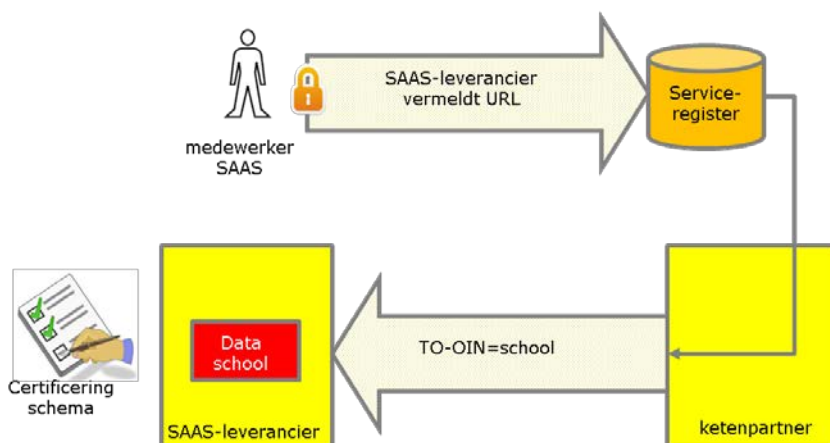 SAAS-leverancier
vermeldt URL
Service-
register
medewerker
SAAS
Data
school
TO-OIN=school
Certificering
schema
SAAS-leverancier
ketenpartner